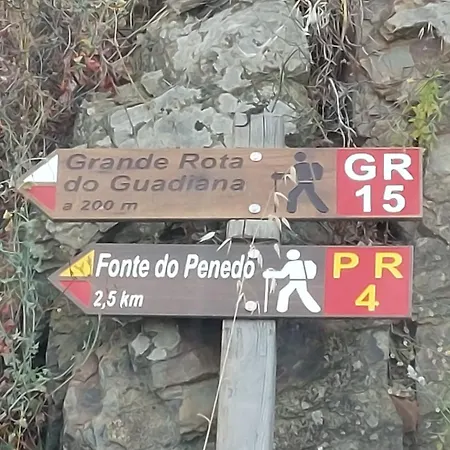 Grande Rota
do Guadiana
a 200 m
GR
15
Fonte do Penedo
2,5 km
PR
4